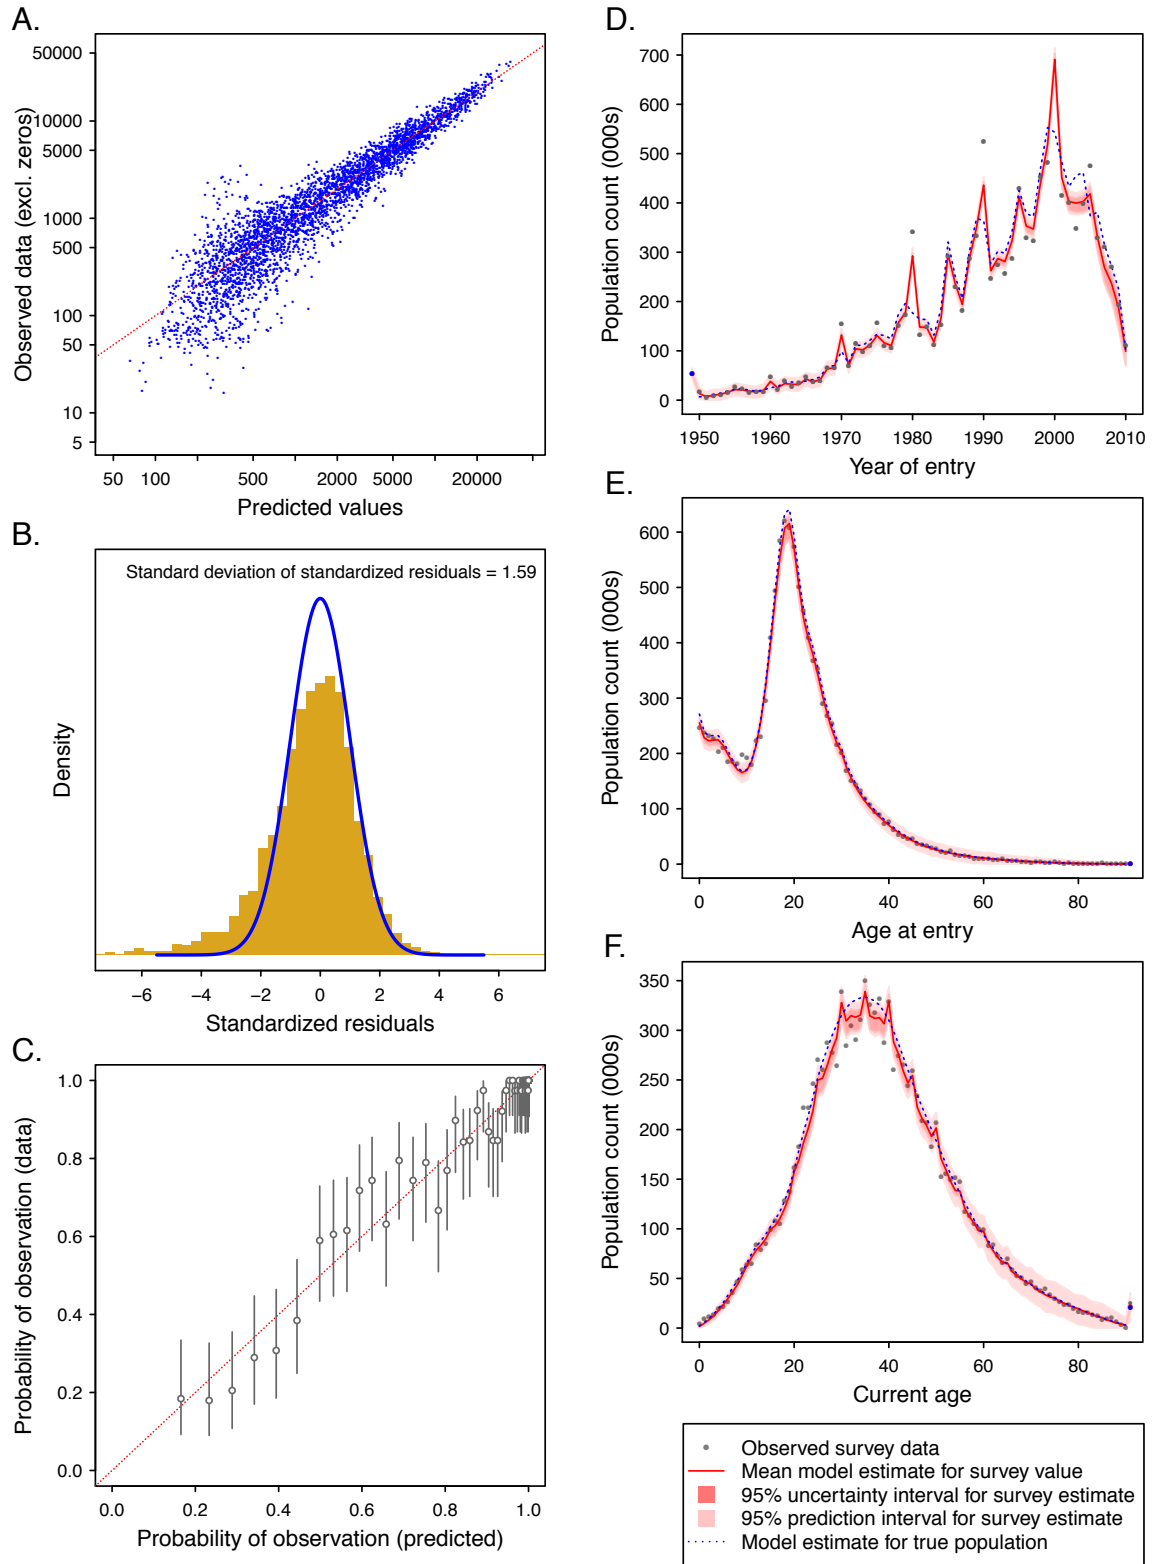 A.
50000
10000
5000
1000
500
100
50
10
5
Observed data (excl. zeros)
50 100 500 2000 5000 20000
Predicted values
B.
Standard deviation of standardized residuals = 1.59
Density
−6 −4 −2 0 2 4 6
Standardized residuals
C.
1.0
0.8
0.6
0.4
0.2
0.0
Probability of observation (data)
0.0 0.2 0.4 0.6 0.8 1.0
Probability of observation (predicted)
D.
700
600
500
400
300
200
100
0
Population count (000s)
1950 1960 1970 1980 1990 2000 2010
Year of entry
E.
600
500
400
300
200
100
0
Population count (000s)
0 20 40 60 80
Age at entry
F.
350
300
250
200
150
100
50
0
Population count (000s)
0 20 40 60 80
Current age
Observed survey data
Mean model estimate for survey value
95% uncertainty interval for survey estimate
95% prediction interval for survey estimate
Model estimate for true population